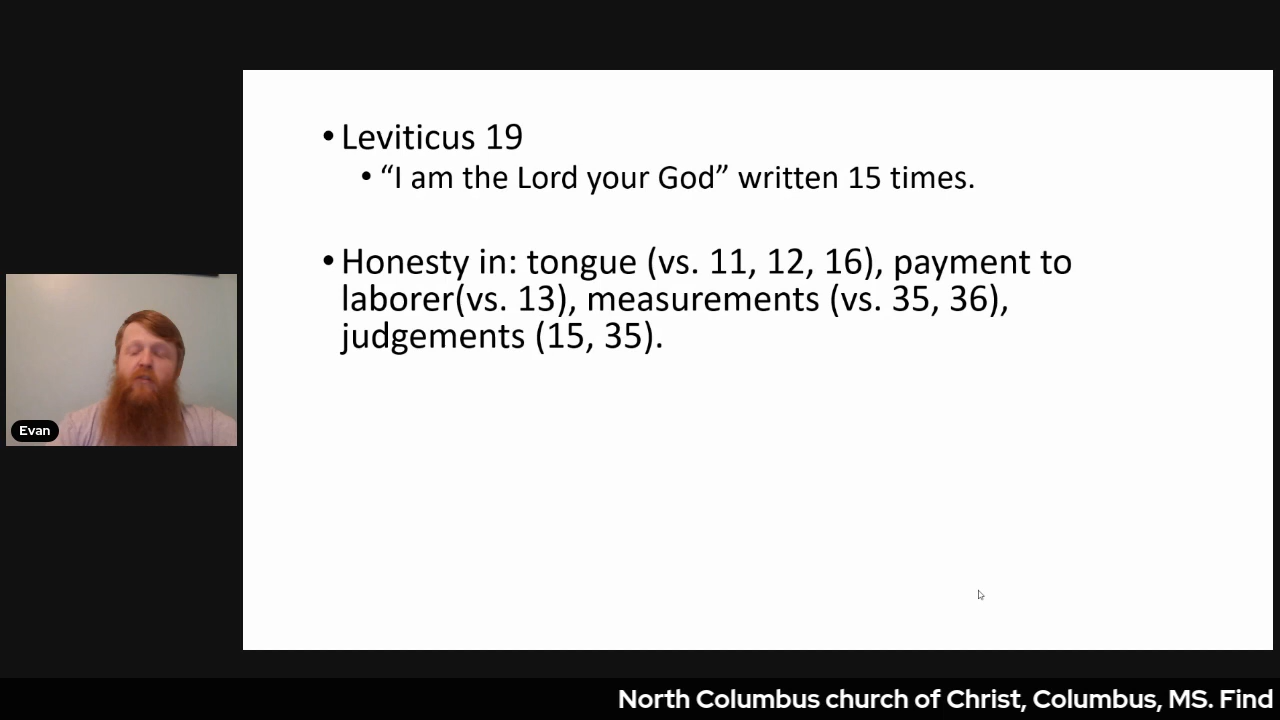 • Leviticus 19
• “I am the Lord your God” written 15 times.
• Honesty in: tongue (vs. 11, 12, 16), payment to
laborer(vs. 13), measurements (vs. 35, 36),
judgements (15, 35).
Evan
North Columbus church of Christ, Columbus, MS. Find